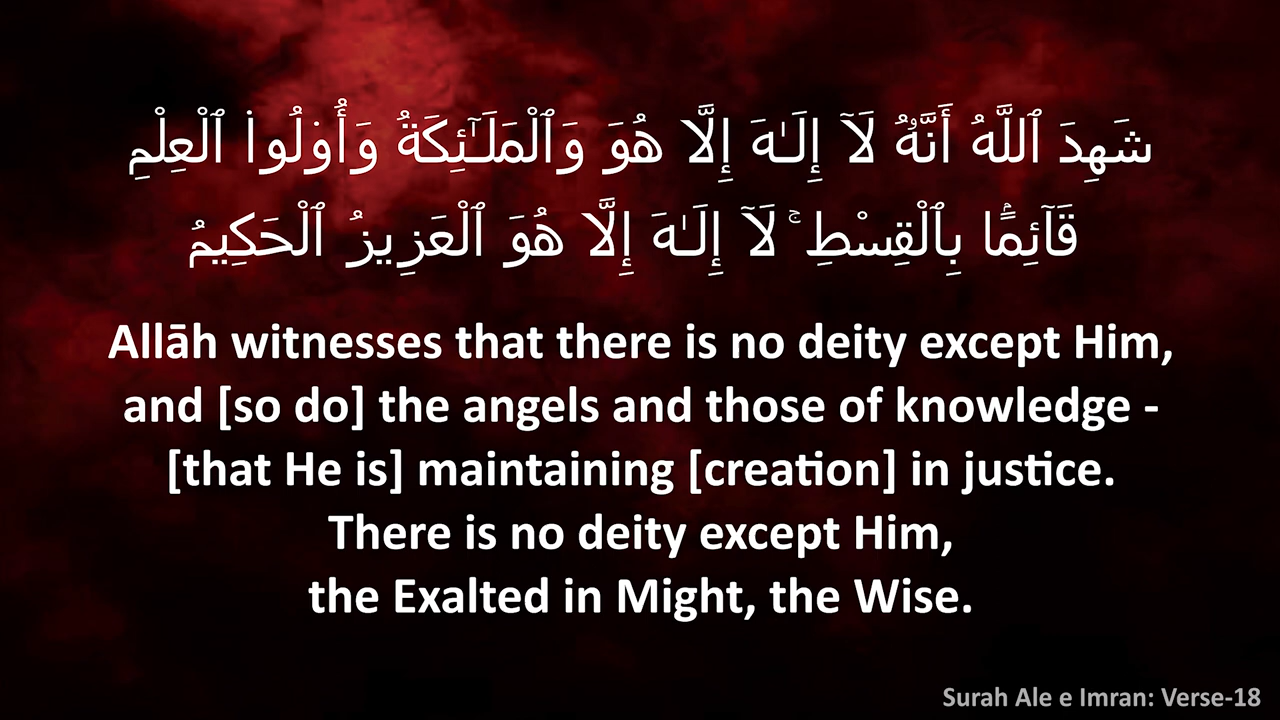 شَهِدَ ٱللَّهُ أَنَّهُۥ لَآ إِلَـٰهَ إِلَّا هُوَ وَٱلْمَلَـٰٓئِكَةُ وَأُو۟لُوا۟ ٱلْعِلْمِ
قَآئِمًۢا بِٱلْقِسْطِ ۚ لَآ إِلَـٰهَ إِلَّا هُوَ ٱلْعَزِيزُ ٱلْحَكِيمُ
Allāh witnesses that there is no deity except Him,
and [so do] the angels and those of knowledge -
[that He is] maintaining [creation] in justice.
There is no deity except Him,
the Exalted in Might, the Wise.
Surah Ale e Imran: Verse-18